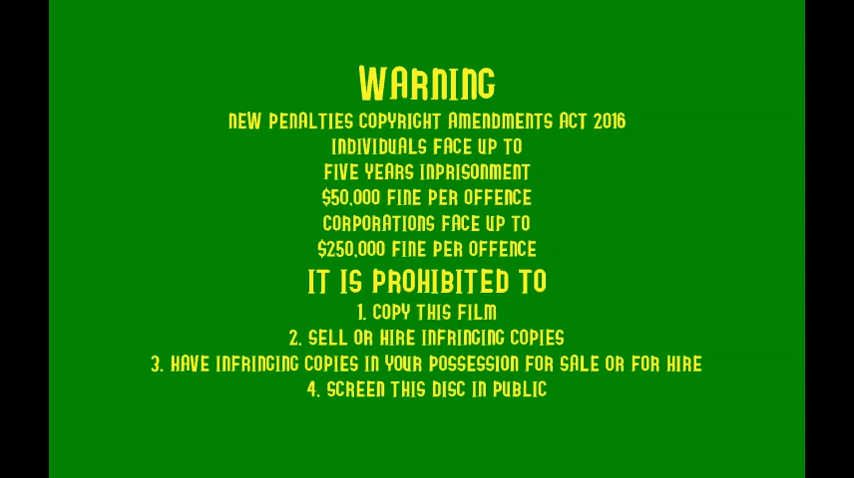 WARNING
NEW PENALTIES COPYRIGHT AMENDMENTS ACT 2016
INDIVIDUALS FACE UP TO
FIVE YEARS INPRISONMENT
$50,000 FINE PER OFFENCE
CORPORATIONS FACE UP TO
$250,000 FINE PER OFFENCE
IT IS PROHIBITED TO
1. COPY THIS FILM
2. SELL OR HIRE INFRINGING COPIES
3. HAVE INFRINGING COPIES IN YOUR POSSESSION FOR SALE OR FOR HIRE
4. SCREEN THIS DISC IN PUBLIC